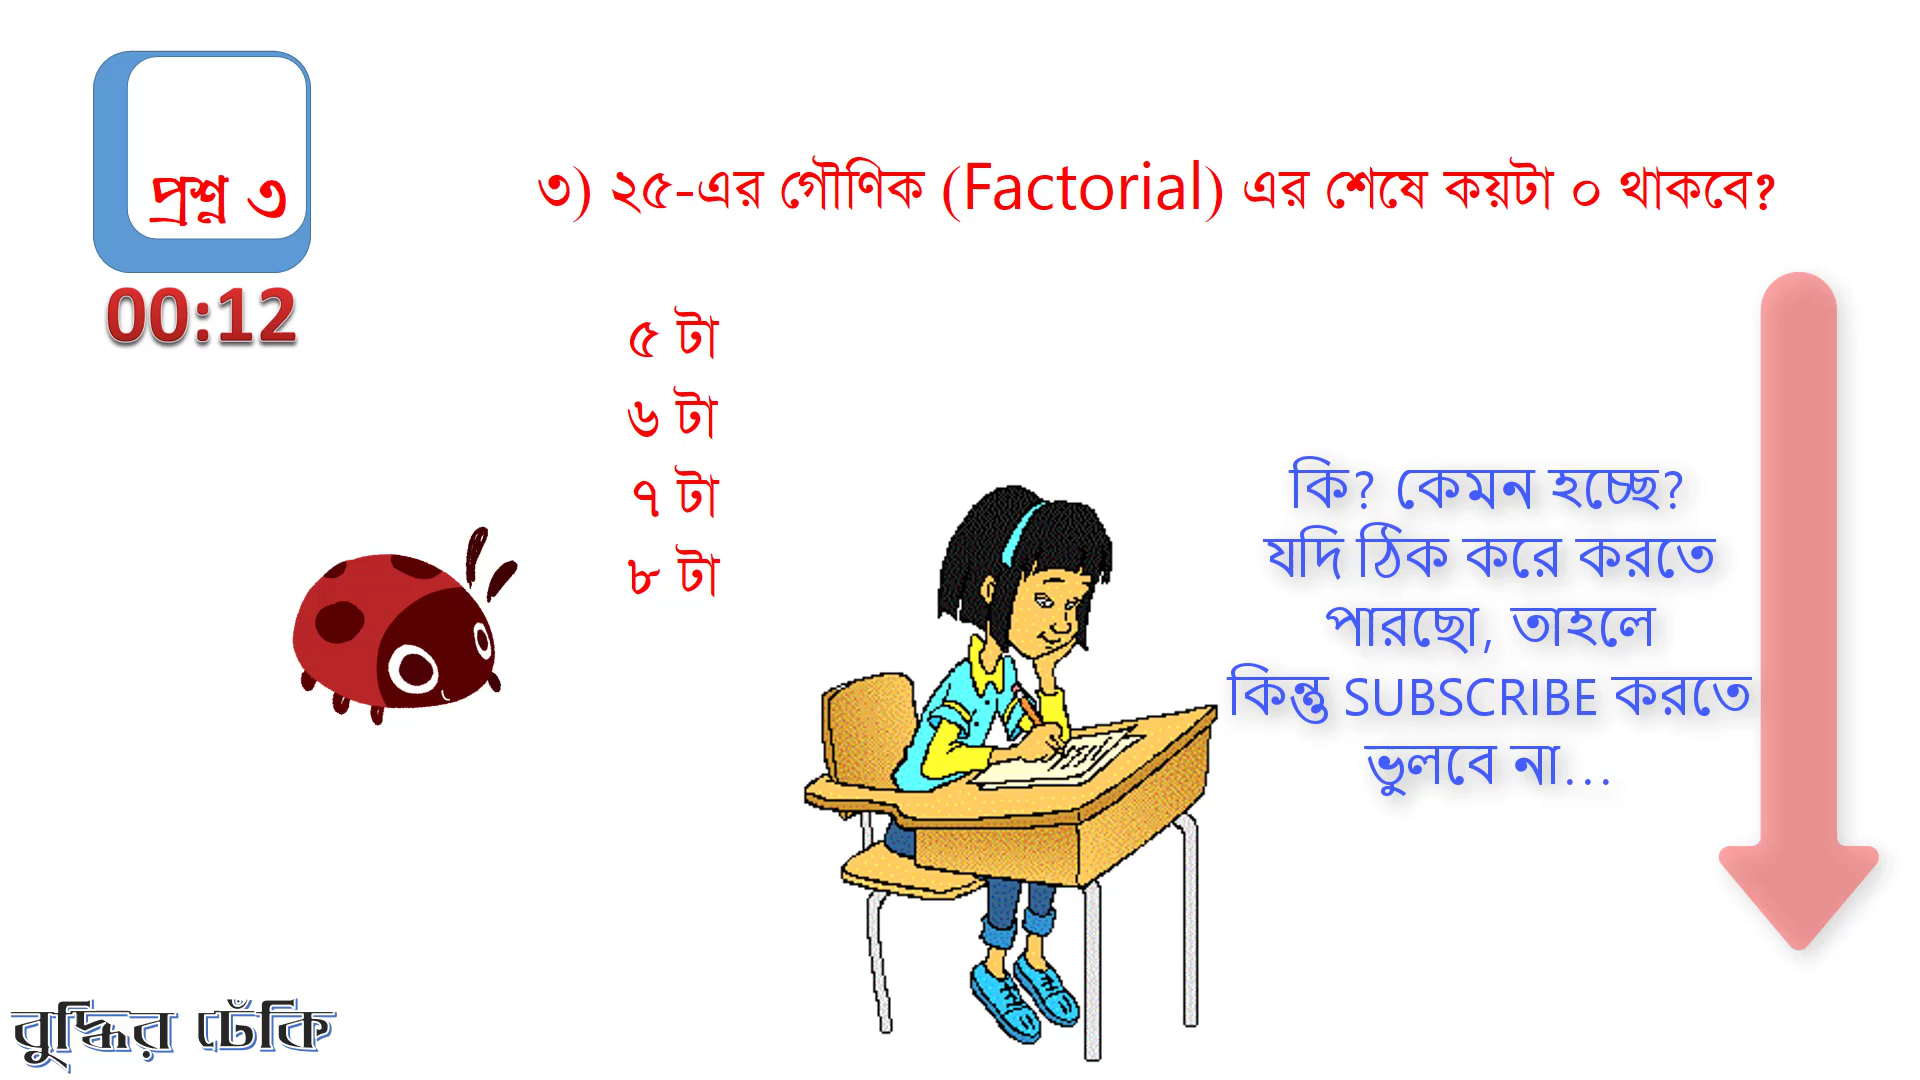 প্রশ্ন ৩
00:12
৩) ২৫-এর গৌণিক (Factorial) এর শেষে কয়টা ০ থাকবে?
৫ টা
৬ টা
৭ টা
৮ টা
কি? কেমন হচ্ছে?
যদি ঠিক করে করতে
পারছো, তাহলে
কিন্তু SUBSCRIBE করতে
ভুলবে না...
বুদ্ধির ঢেঁকি